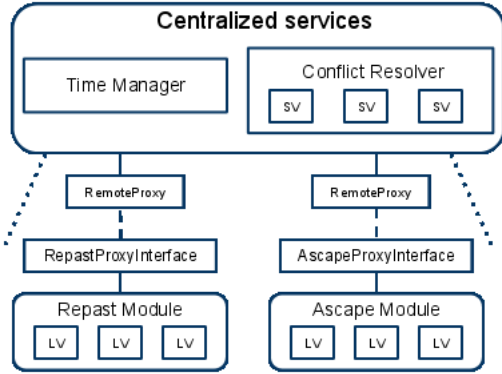 Centralized services
Time Manager
Conflict Resolver
SV SV SV
RemoteProxy RemoteProxy
RepastProxyInterface AscapeProxyInterface
Repast Module Ascape Module
LV LV LV LV LV LV